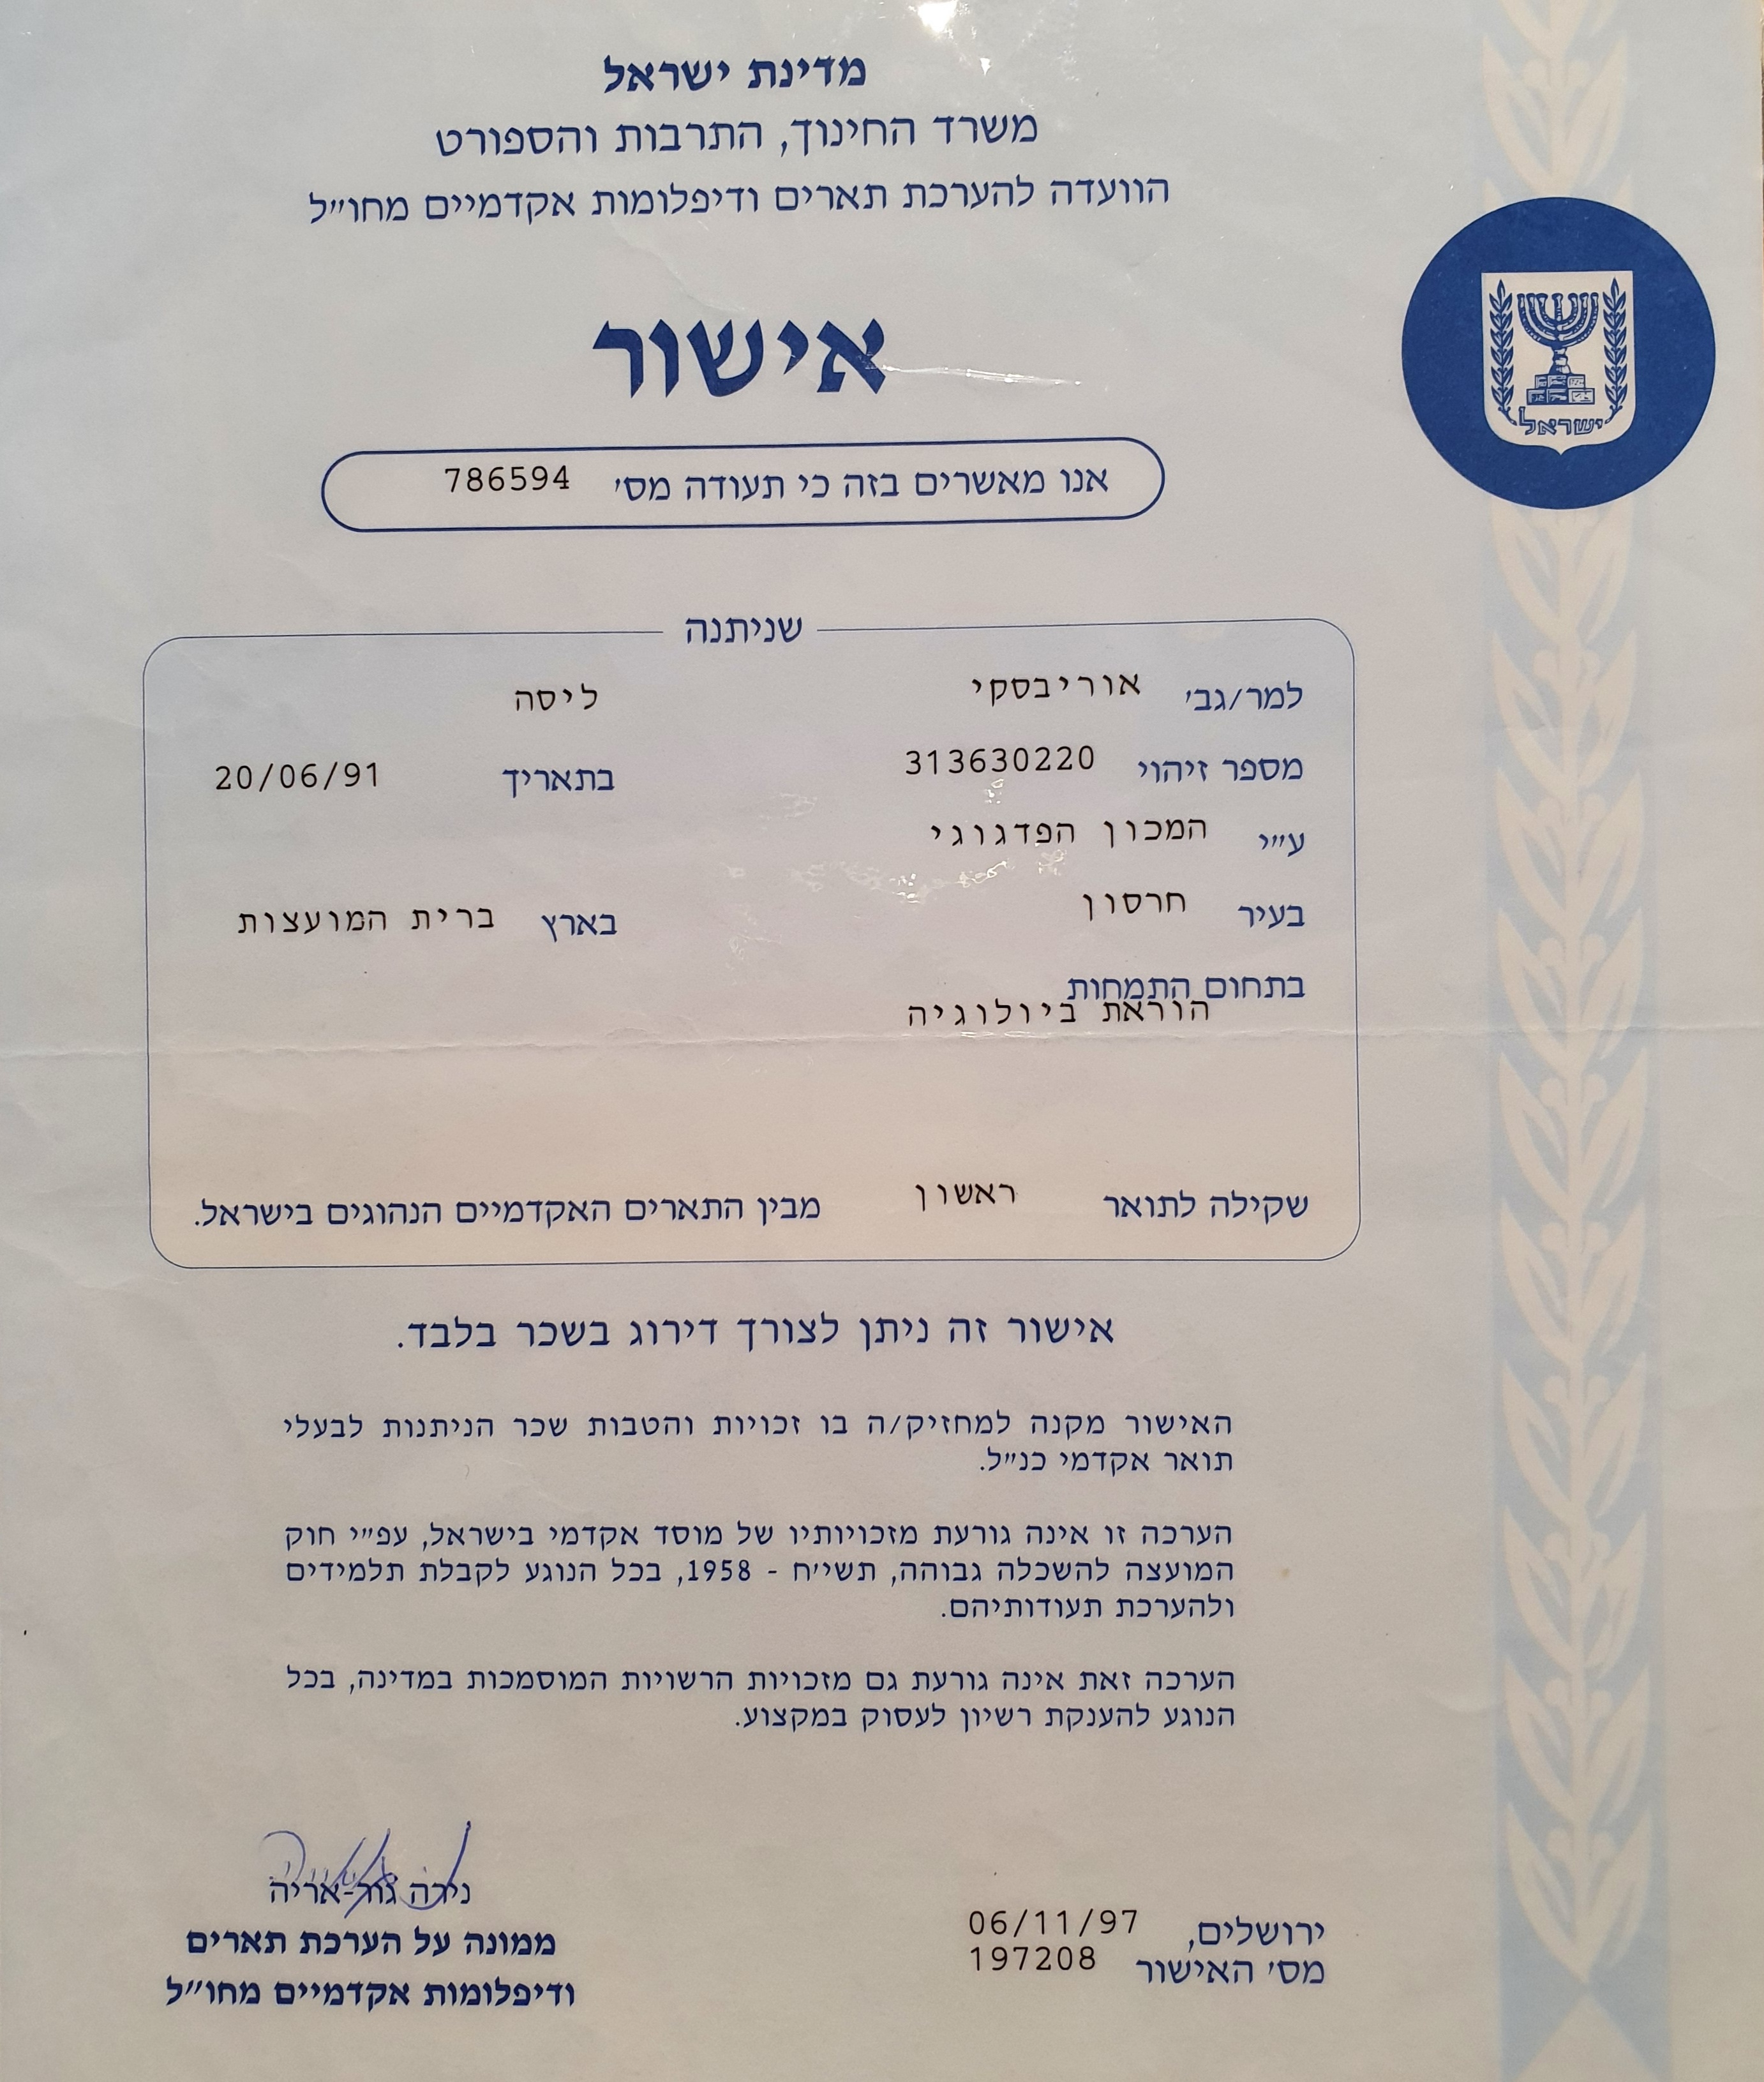 מדינת ישראל
משרד החינוך, התרבות והספורט
הוועדה להערכת תארים ודיפלומות אקדמיים מחו״ל
ישראל
אישור
אנו מאשרים בזה כי תעודה מס׳ 786594
שניתנה
למר/גב׳ אוריבסקי ליסה
מספר זיהוי 313630220 בתאריך 20/06/91
ע״י המכון הפדגוגי
בעיר חרסון בארץ ברית המועצות
בתחום התמחות
הוראת ביולוגיה
שקילה לתואר ראשון מבין התארים האקדמיים הנהוגים בישראל.
אישור זה ניתן לצורך דירוג בשכר בלבד.
האישור מקנה למחזיק/ה בו זכויות והטבות שכר הניתנות לבעלי
תואר אקדמי כנ״ל.
הערכה זו אינה גורעת מזכויותיו של מוסד אקדמי בישראל, עפ״י חוק
המועצה להשכלה גבוהה, תשי״ח - 1958, בכל הנוגע לקבלת תלמידים
ולהערכת תעודותיהם.
הערכה זאת אינה גורעת גם מזכויות הרשויות המוסמכות במדינה, בכל
הנוגע להענקת רשיון לעסוק במקצוע.
גור-אריה
ממונה על הערכת תארים
ודיפלומות אקדמיים מחו״ל
ירושלים, 06/11/97
מס׳ האישור 197208